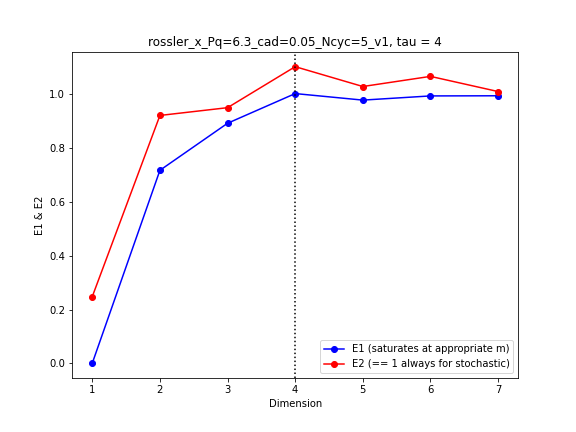 rossler_x_Pq=6.3_cad=0.05_Ncyc=5_v1, tau = 4
E1 & E2
1.0
0.8
0.6
0.4
0.2
0.0
E1 (saturates at appropriate m)
E2 (== 1 always for stochastic)
1 2 3 4 5 6 7
Dimension